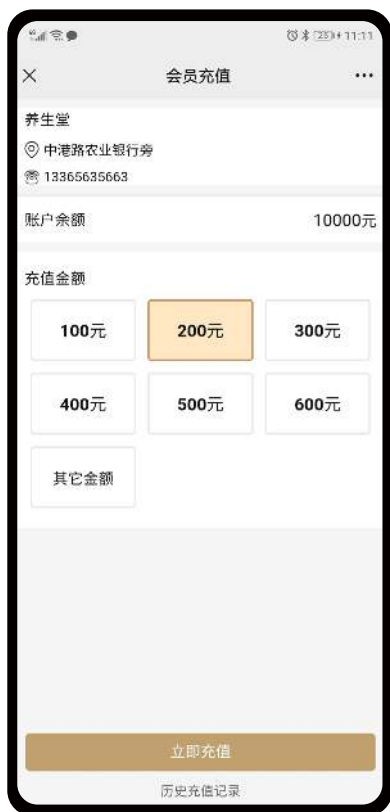 11:11
会员充值
养生堂
中港路农业银行旁
13365635663
账户余额 10000元
充值金额
100元 200元 300元
400元 500元 600元
其它金额
立即充值
历史充值记录